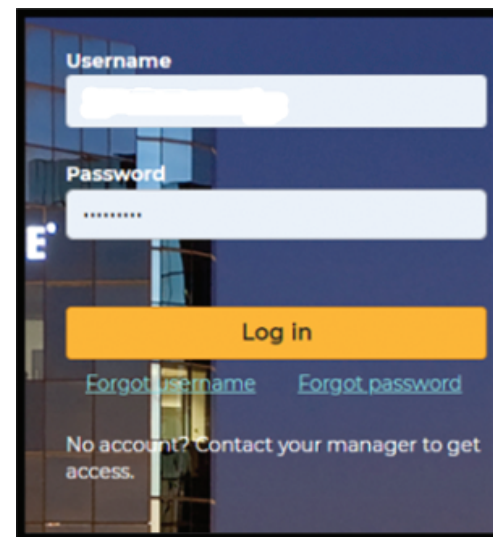 Username
Password
•••••••••
E
Log in
Forgot username Forgot password
No account? Contact your manager to get
access.